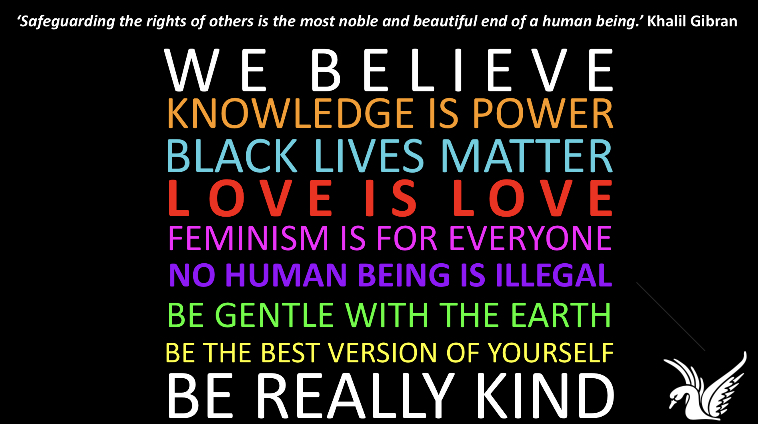 ‘Safeguarding the rights of others is the most noble and beautiful end of a human being.’ Khalil Gibran
WE BELIEVE
KNOWLEDGE IS POWER
BLACK LIVES MATTER
LOVE IS LOVE
FEMINISM IS FOR EVERYONE
NO HUMAN BEING IS ILLEGAL
BE GENTLE WITH THE EARTH
BE THE BEST VERSION OF YOURSELF
BE REALLY KIND